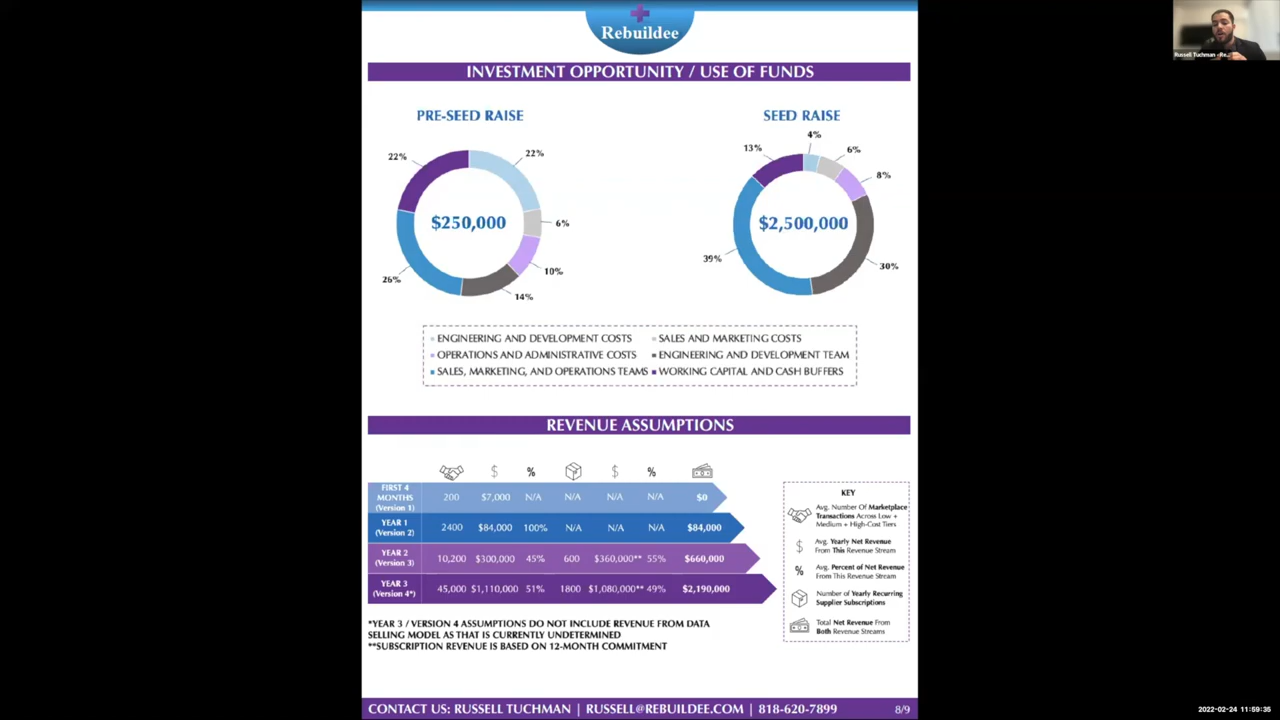 Rebuildee
Russell Tuchman -Re...
INVESTMENT OPPORTUNITY / USE OF FUNDS
PRE-SEED RAISE
22%
22%
$250,000
6%
10%
14%
26%
SEED RAISE
4%
6%
13%
8%
$2,500,000
39%
30%
ENGINEERING AND DEVELOPMENT COSTS
SALES AND MARKETING COSTS
OPERATIONS AND ADMINISTRATIVE COSTS
ENGINEERING AND DEVELOPMENT TEAM
SALES, MARKETING, AND OPERATIONS TEAMS
WORKING CAPITAL AND CASH BUFFERS
REVENUE ASSUMPTIONS
$ % $ %
FIRST 4
MONTHS
(Version 1)
200 $7,000 N/A N/A N/A N/A $0
YEAR 1
(Version 2)
2400 $84,000 100% N/A N/A N/A $84,000
YEAR 2
(Version 3)
10,200 $300,000 45% 600 $360,000** 55% $660,000
YEAR 3
(Version 4*)
45,000 $1,110,000 51% 1800 $1,080,000** 49% $2,190,000
KEY
Avg. Number Of Marketplace
Transactions Across Low +
Medium + High-Cost Tiers
$ Avg. Yearly Net Revenue
From This Revenue Stream
% Avg. Percent of Net Revenue
From This Revenue Stream
Number of Yearly Recurring
Supplier Subscriptions
Total Net Revenue From
Both Revenue Streams
*YEAR 3 / VERSION 4 ASSUMPTIONS DO NOT INCLUDE REVENUE FROM DATA
SELLING MODEL AS THAT IS CURRENTLY UNDETERMINED
**SUBSCRIPTION REVENUE IS BASED ON 12-MONTH COMMITMENT
CONTACT US: RUSSELL TUCHMAN | RUSSELL@REBUILDEE.COM | 818-620-7899
8/9
2022-02-24 11:59:35